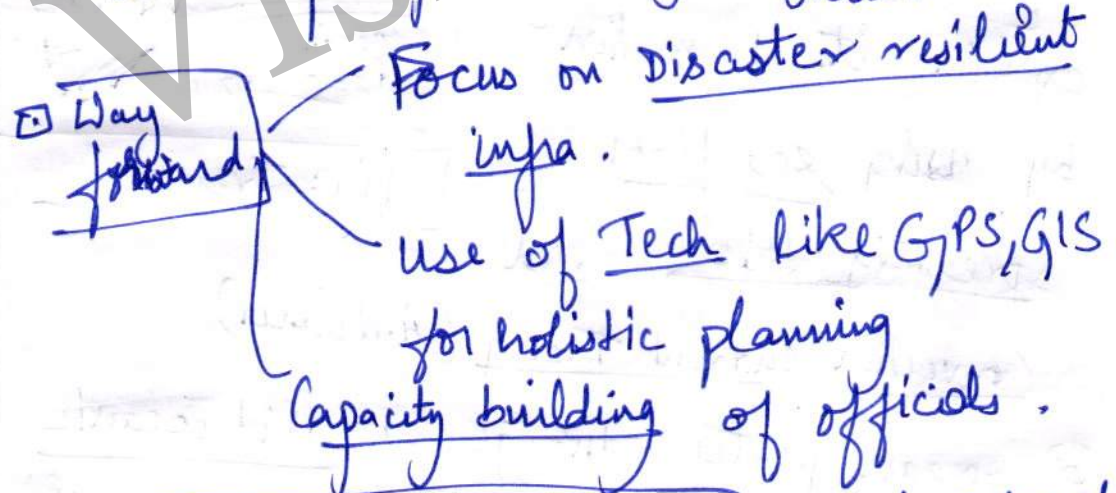 Way forward
Focus on Disaster resilient
infra.
use of Tech like GPS, GIS
for holistic planning
Capacity building of officials.